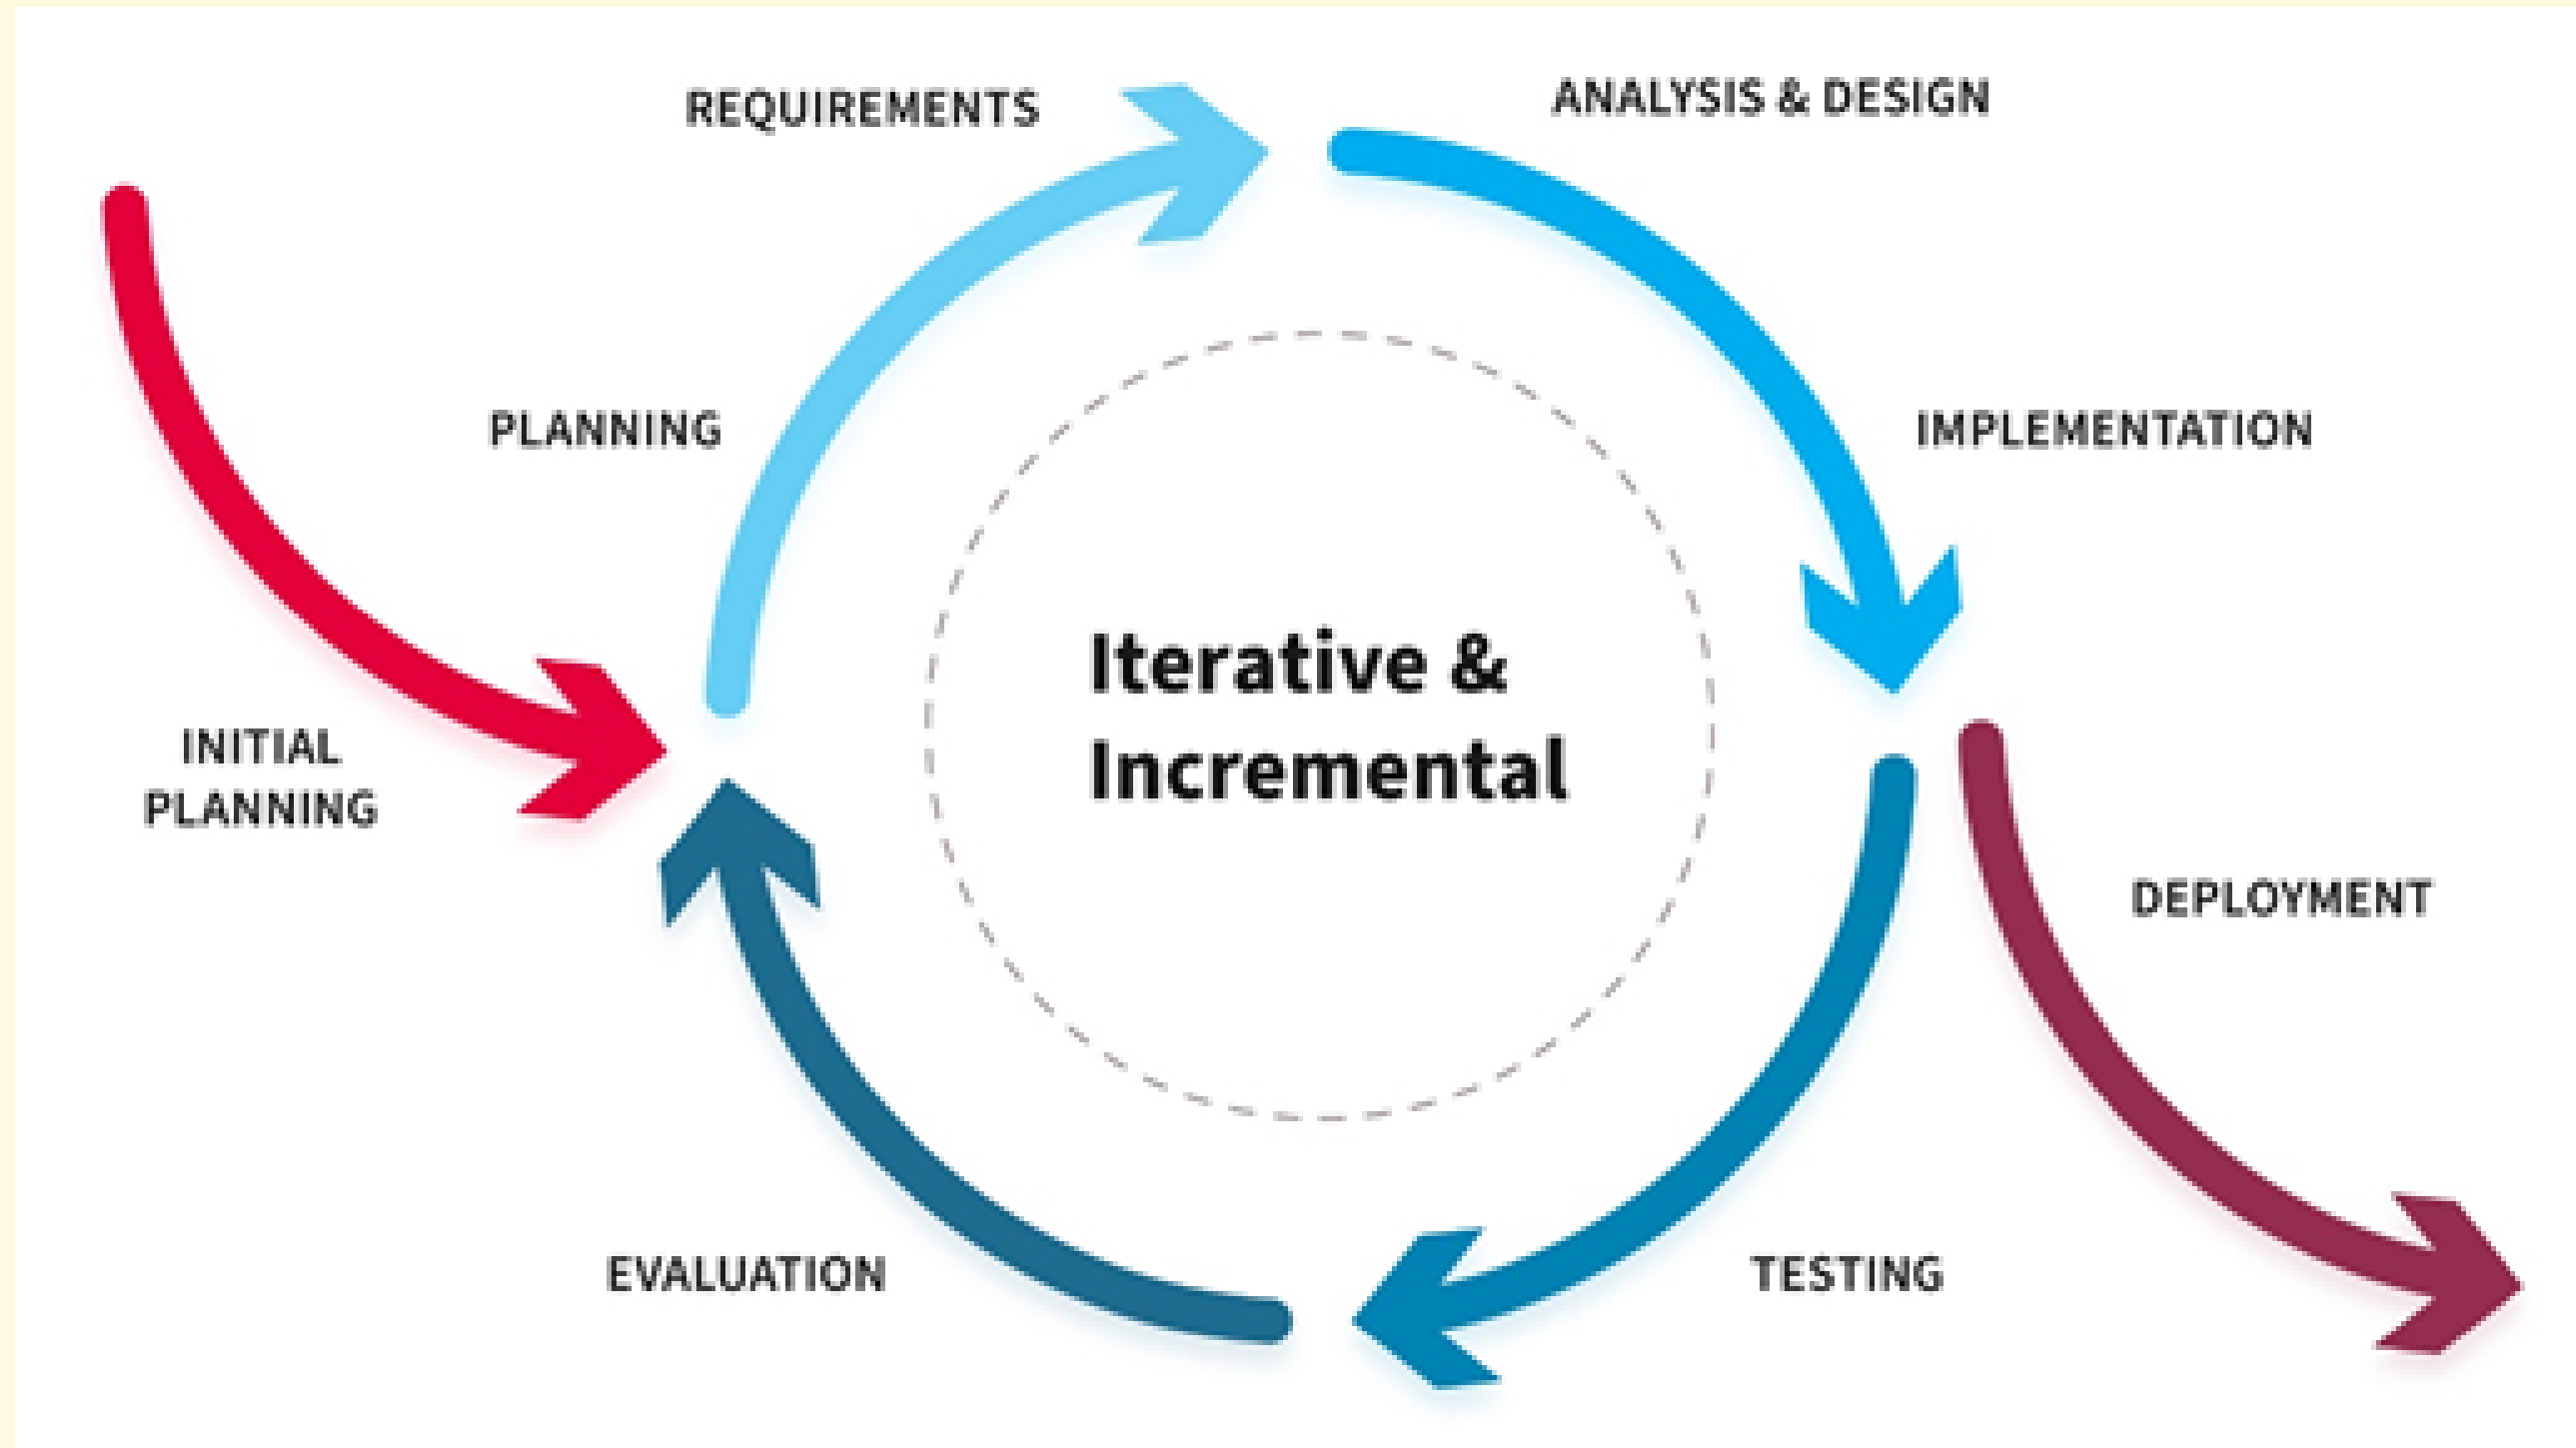 REQUIREMENTS
ANALYSIS & DESIGN
PLANNING
IMPLEMENTATION
Iterative &
Incremental
INITIAL
PLANNING
DEPLOYMENT
EVALUATION
TESTING